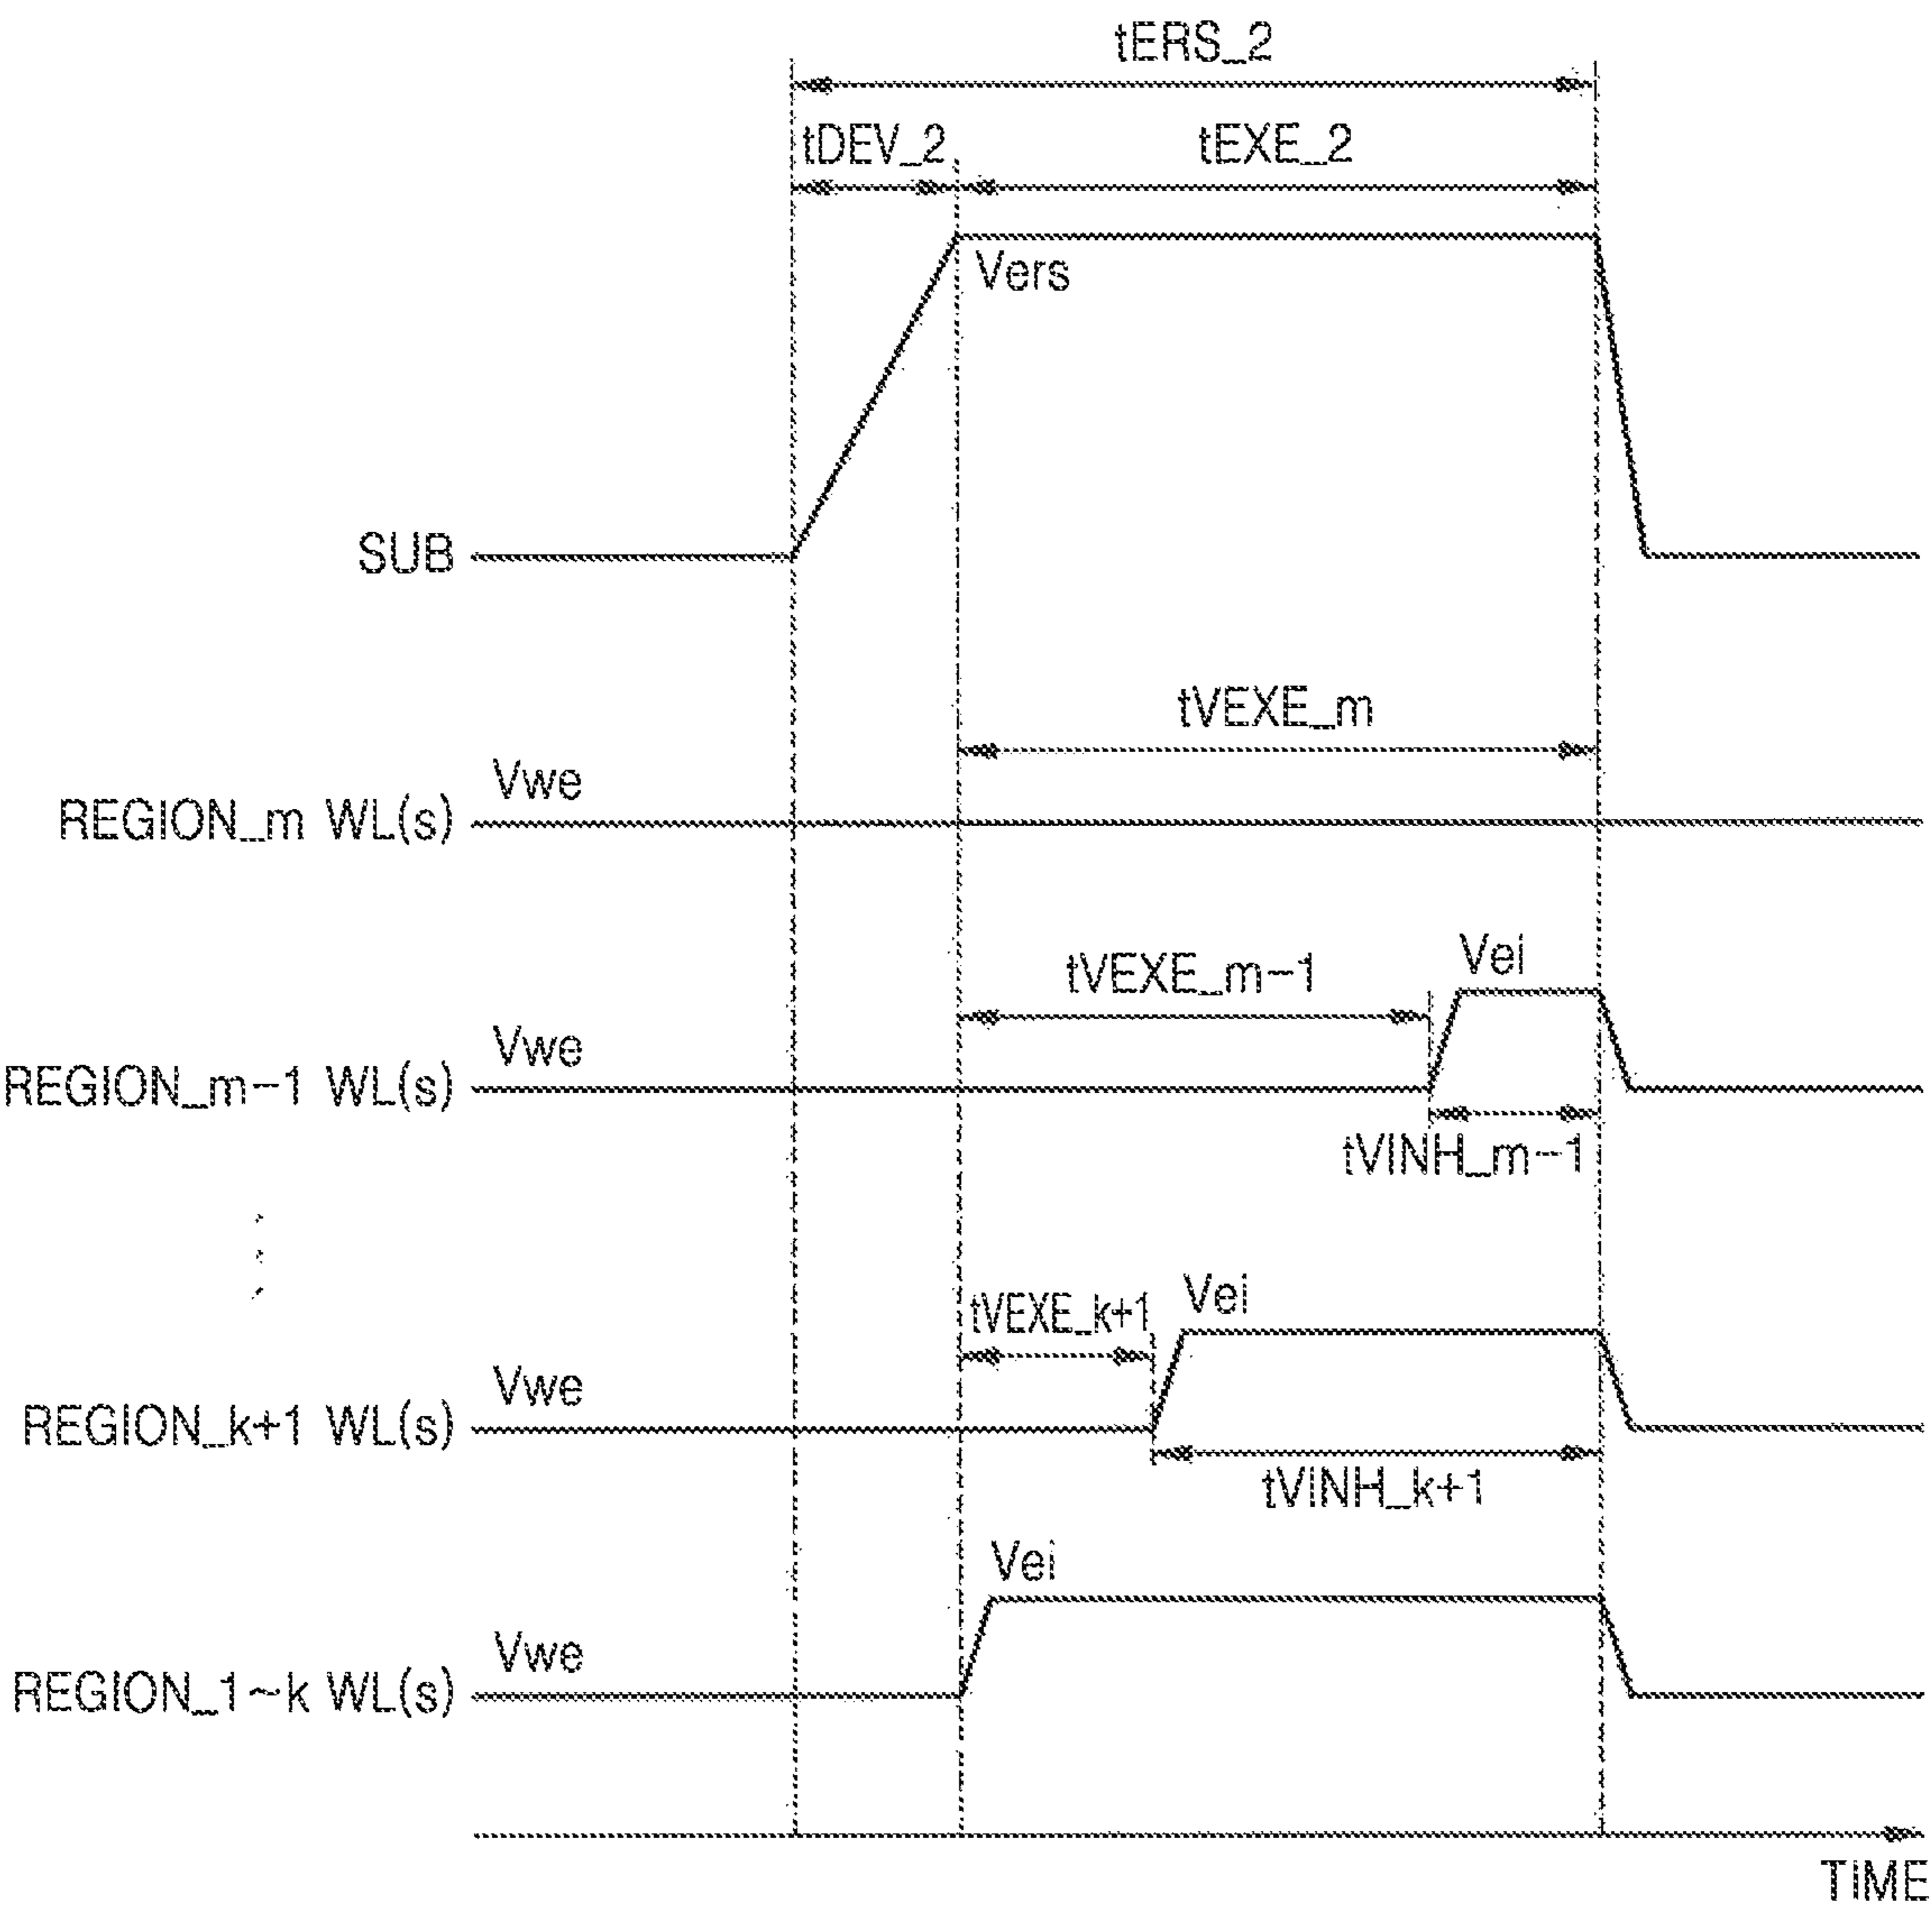 tERS_2
tDEV_2 tEXE_2
Vers
SUB
tVEXE_m
Vwe
REGION_m WL(s)
Vei
tVEXE_m-1
Vwe
REGION_m-1 WL(s)
tVINH_m-1
Vei
tVEXE_k+1
Vwe
REGION_k+1 WL(s)
tVINH_k+1
Vei
Vwe
REGION_1~k WL(s)
TIME